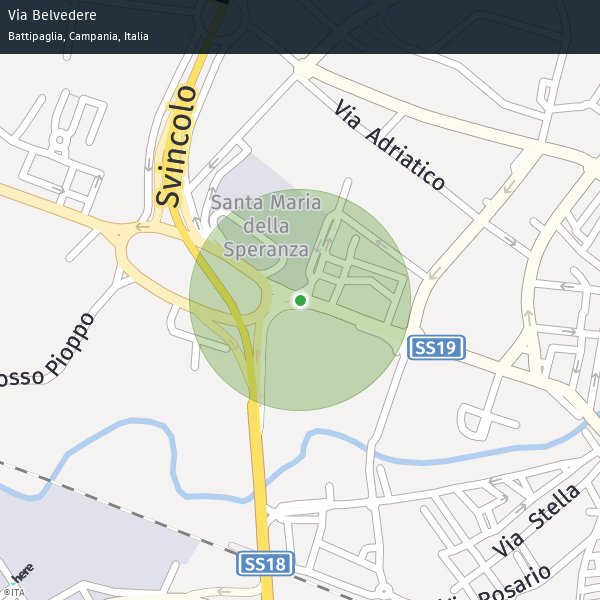 Via Belvedere
Battipaglia, Campania, Italia
Svincolo
Via Adriatico
Santa Maria
della
Speranza
SS19
osso Pioppo
Via Stella
SS18
Rosario
here
©ITA